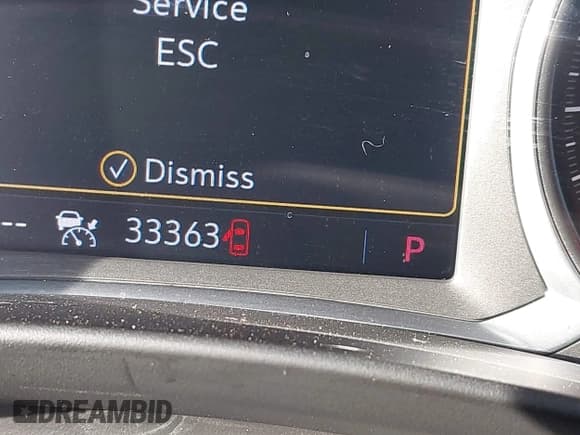 Service
ESC
Dismiss
-- 33363 P
DREAMBID